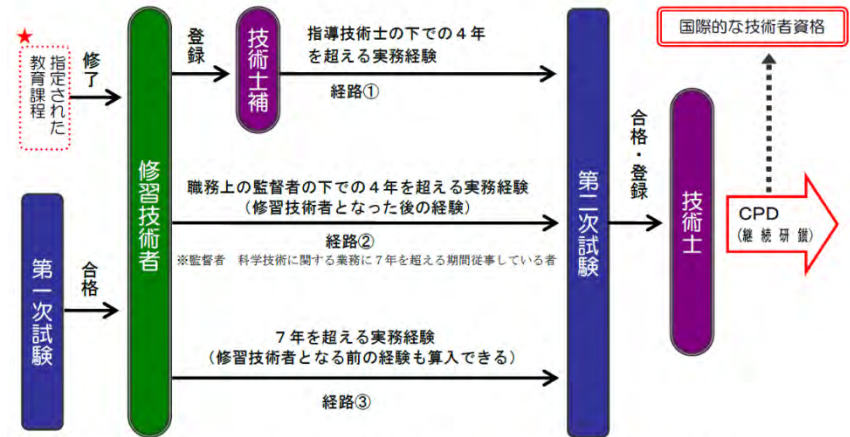 ★
指定された
教育課程
修了
登録
技術士補
指導技術士の下での４年
を超える実務経験
経路①
国際的な技術者資格
修習技術者
職務上の監督者の下での４年を超える実務経験
（修習技術者となった後の経験）
経路②
※監督者　科学技術に関する業務に７年を超える期間従事している者
第一次試験
合格
７年を超える実務経験
（修習技術者となる前の経験も算入できる）
経路③
第二次試験
合格・登録
技術士
CPD
（継 続 研 鑽）